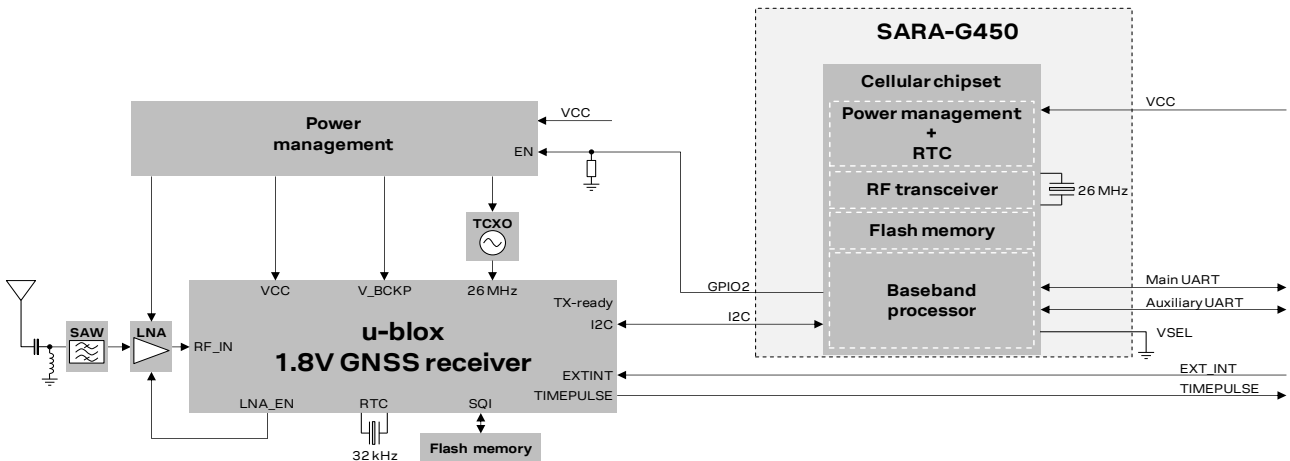 SARA-G450
Cellular chipset
VCC
Power management
+
RTC
Power
management
VCC
EN
RF transceiver
26 MHz
TCXO
Flash memory
VCC
V_BCKP
26 MHz
GPIO2
Baseband
processor
Main UART
TX-ready
Auxiliary UART
I2C
I2C
VSEL
SAW
LNA
RF_IN
u-blox
1.8V GNSS receiver
EXTINT
EXT_INT
TIMEPULSE
TIMEPULSE
LNA_EN
RTC
SQI
32 kHz
Flash memory